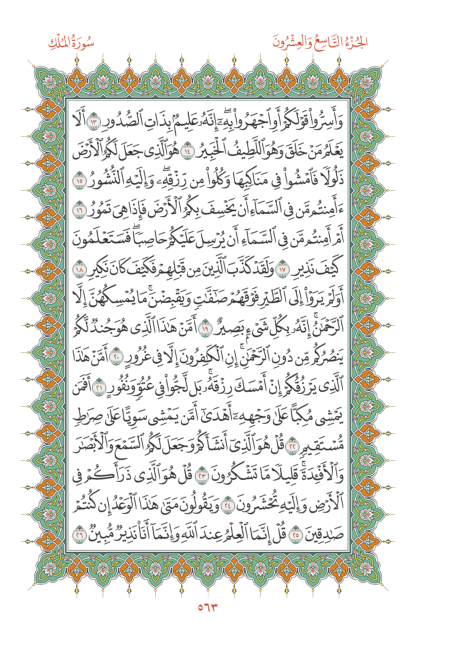 الجُزْءُ التَّاسِعُ وَالعِشْرُونَ
سُورَةُ المُلْكِ
وَأَسِرُّوا۟ قَوْلَكُمْ أَوِ ٱجْهَرُوا۟ بِهِۦٓ إِنَّهُۥ عَلِيمٌۢ بِذَاتِ ٱلصُّدُورِ ١٣ أَلَا
يَعْلَمُ مَنْ خَلَقَ وَهُوَ ٱللَّطِيفُ ٱلْخَبِيرُ ١٤ هُوَ ٱلَّذِى جَعَلَ لَكُمُ ٱلْأَرْضَ
ذَلُولًا فَٱمْشُوا۟ فِى مَنَاكِبِهَا وَكُلُوا۟ مِن رِّزْقِهِۦ وَإِلَيْهِ ٱلنُّشُورُ ١٥
ءَأَمِنتُم مَّن فِى ٱلسَّمَآءِ أَن يَخْسِفَ بِكُمُ ٱلْأَرْضَ فَإِذَا هِىَ تَمُورُ ١٦
أَمْ أَمِنتُم مَّن فِى ٱلسَّمَآءِ أَن يُرْسِلَ عَلَيْكُمْ حَاصِبًا فَسَتَعْلَمُونَ
كَيْفَ نَذِيرِ ١٧ وَلَقَدْ كَذَّبَ ٱلَّذِينَ مِن قَبْلِهِمْ فَكَيْفَ كَانَ نَكِيرِ ١٨
أَوَلَمْ يَرَوْا۟ إِلَى ٱلطَّيْرِ فَوْقَهُمْ صَٰٓفَّٰتٍ وَيَقْبِضْنَ مَا يُمْسِكُهُنَّ إِلَّا
ٱلرَّحْمَٰنُ إِنَّهُۥ بِكُلِّ شَىْءٍۭ بَصِيرٌ ١٩ أَمَّنْ هَٰذَا ٱلَّذِى هُوَ جُندٌ لَّكُمْ
يَنصُرُكُم مِّن دُونِ ٱلرَّحْمَٰنِ إِنِ ٱلْكَٰفِرُونَ إِلَّا فِى غُرُورٍ ٢٠ أَمَّنْ هَٰذَا
ٱلَّذِى يَرْزُقُكُمْ إِنْ أَمْسَكَ رِزْقَهُۥ بَل لَّجُّوا۟ فِى عُتُوٍّ وَنُفُورٍ ٢١ أَفَمَن
يَمْشِى مُكِبًّا عَلَىٰ وَجْهِهِۦٓ أَهْدَىٰٓ أَمَّن يَمْشِى سَوِيًّا عَلَىٰ صِرَٰطٍ
مُّسْتَقِيمٍ ٢٢ قُلْ هُوَ ٱلَّذِىٓ أَنشَأَكُمْ وَجَعَلَ لَكُمُ ٱلسَّمْعَ وَٱلْأَبْصَٰرَ
وَٱلْأَفْـِٔدَةَ قَلِيلًا مَّا تَشْكُرُونَ ٢٣ قُلْ هُوَ ٱلَّذِى ذَرَأَكُمْ فِى
ٱلْأَرْضِ وَإِلَيْهِ تُحْشَرُونَ ٢٤ وَيَقُولُونَ مَتَىٰ هَٰذَا ٱلْوَعْدُ إِن كُنتُمْ
صَٰدِقِينَ ٢٥ قُلْ إِنَّمَا ٱلْعِلْمُ عِندَ ٱللَّهِ وَإِنَّمَآ أَنَا۠ نَذِيرٌ مُّبِينٌ ٢٦
٥٦٣